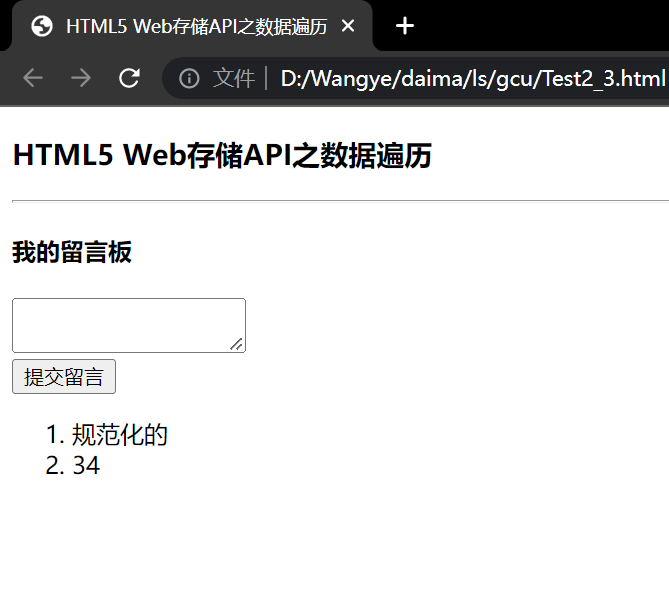 HTML5 Web存储API之数据遍历
文件 D:/Wangye/daima/ls/gcu/Test2_3.html
HTML5 Web存储API之数据遍历
我的留言板
提交留言
1. 规范化的
2. 34